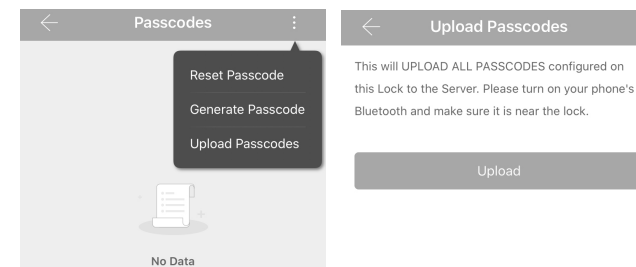 Passcodes
Reset Passcode
Generate Passcode
Upload Passcodes
No Data
Upload Passcodes
This will UPLOAD ALL PASSCODES configured on
this Lock to the Server. Please turn on your phone's
Bluetooth and make sure it is near the lock.
Upload